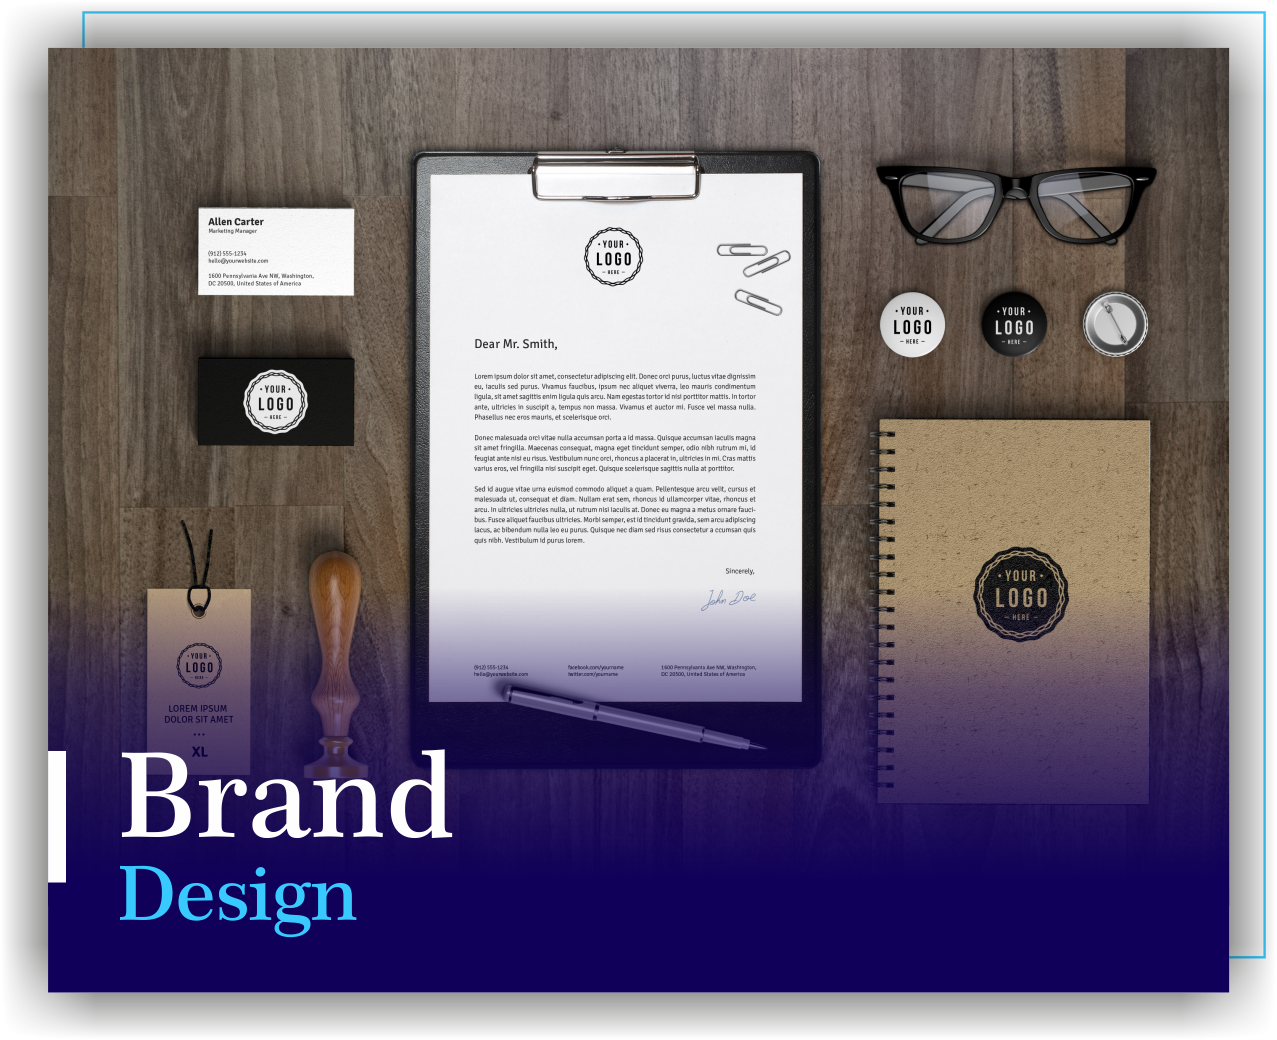 Allen Carter
Marketing Manager
(912) 555-1234
hello@yourwebsite.com
1600 Pennsylvania Ave NW, Washington,
DC 20500, United States of America
YOUR
LOGO
HERE
LOREM IPSUM
DOLOR SIT AMET
...
XL
YOUR
LOGO
HERE
YOUR
LOGO
HERE
Dear Mr. Smith,
Lorem ipsum dolor sit amet, consectetur adipiscing elit. Donec orci purus, luctus vitae dignissim
eu, iaculis sed purus. Vivamus faucibus, ipsum nec aliquet viverra, leo mauris condimentum
ligula, sit amet sagittis enim ligula quis arcu. Nam egestas tortor id nisi porttitor mattis. In tortor
ante, ultricies in suscipit a, tempus non massa. Vivamus et auctor mi. Fusce vel massa nulla.
Phasellus nec eros mauris, et scelerisque orci.
Donec malesuada orci vitae nulla accumsan porta a id massa. Quisque accumsan iaculis magna
sit amet fringilla. Maecenas consequat, magna eget tincidunt semper, odio nibh rutrum mi, id
feugiat ante nisi eu risus. Vestibulum nunc orci, rhoncus a placerat in, ultricies in mi. Cras mattis
varius eros, vel fringilla nisi suscipit eget. Quisque scelerisque sagittis nulla at porttitor.
Sed id augue vitae urna euismod commodo aliquet a quam. Pellentesque arcu velit, cursus et
malesuada ut, consequat et diam. Nullam erat sem, rhoncus id ullamcorper vitae, rhoncus et
arcu. In ultricies ultricies nulla, ut rutrum nisi iaculis at. Donec eu magna a metus ornare fauci-
bus. Fusce aliquet faucibus ultricies. Morbi semper, est id tincidunt gravida, sem arcu adipiscing
lacus, ac bibendum nulla leo eu purus. Quisque nec diam sed risus consectetur a ccumsan quis
quis nibh. Vestibulum id purus lorem.
Sincerely,
John Doe
(912) 555-1234
hello@yourwebsite.com
facebook.com/yourname
twitter.com/yourname
1600 Pennsylvania Ave NW, Washington,
DC 20500, United States of America
YOUR
LOGO
HERE
YOUR
LOGO
HERE
YOUR
LOGO
HERE
Brand
Design